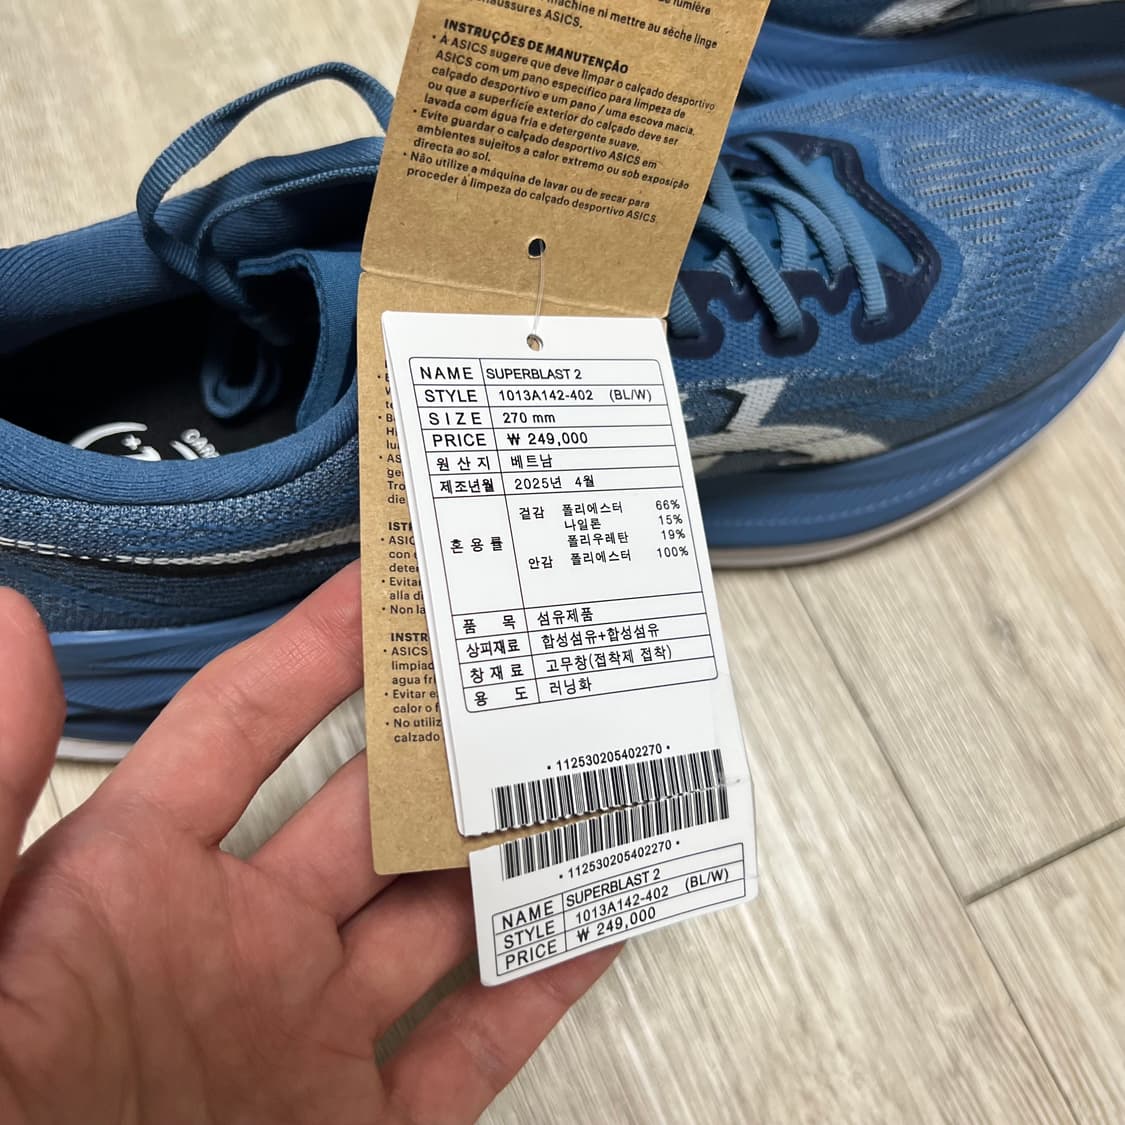 machine ni mettre au sèche linge
chaussures ASICS.
INSTRUÇÕES DE MANUTENÇÃO
• À ASICS sugere que deve limpar o calçado desportivo
ASICS com um pano específico para limpeza de
calçado desportivo e um pano / uma escova macia.
ou que a superfície exterior do calçado deve ser
lavada com água fria e detergente suave.
• Evite guardar o calçado desportivo ASICS em
ambientes sujeitos a calor extremo ou sob exposição
directa ao sol.
• Não utilize a máquina de lavar ou de secar para
proceder à limpeza do calçado desportivo ASICS.
NAME SUPERBLAST 2
STYLE 1013A142-402 (BL/W)
SIZE 270 mm
PRICE ₩ 249,000
원산지 베트남
제조년월 2025년 4월
혼용률 겉감 폴리에스터 66%
나일론 15%
폴리우레탄 19%
안감 폴리에스터 100%
품 목 섬유제품
상피재료 합성섬유+합성섬유
창재료 고무창(접착제 접착)
용 도 러닝화
• 112530205402270 •
• 112530205402270 •
NAME SUPERBLAST 2
STYLE 1013A142-402 (BL/W)
PRICE ₩ 249,000
• ASICS
limpiad
agua fr
• Evitar e
calor o f
• No utiliz
calzado